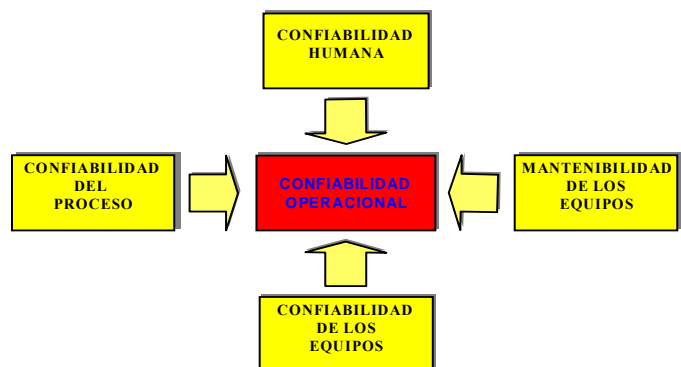 CONFIABILIDAD
HUMANA
CONFIABILIDAD
DEL
PROCESO
CONFIABILIDAD
OPERACIONAL
MANTENIBILIDAD
DE LOS
EQUIPOS
CONFIABILIDAD
DE LOS
EQUIPOS